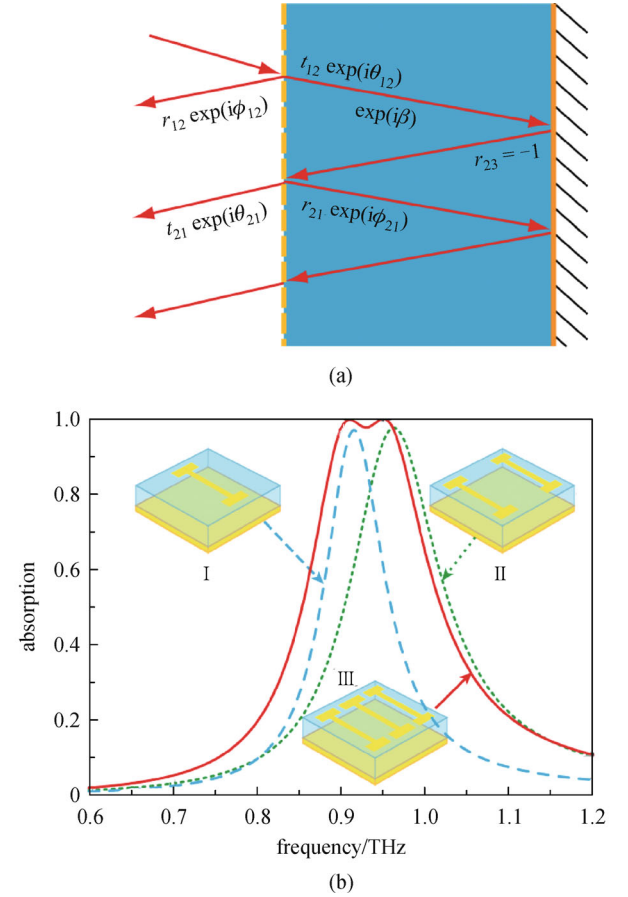 t12 exp(iθ12)
r12 exp(iϕ12)
exp(iβ)
r23 = −1
t21 exp(iθ21)
r21 exp(iϕ21)
(a)
1.0
0.8
0.6
0.4
0.2
0
absorption
I
II
III
0.6 0.7 0.8 0.9 1.0 1.1 1.2
frequency/THz
(b)